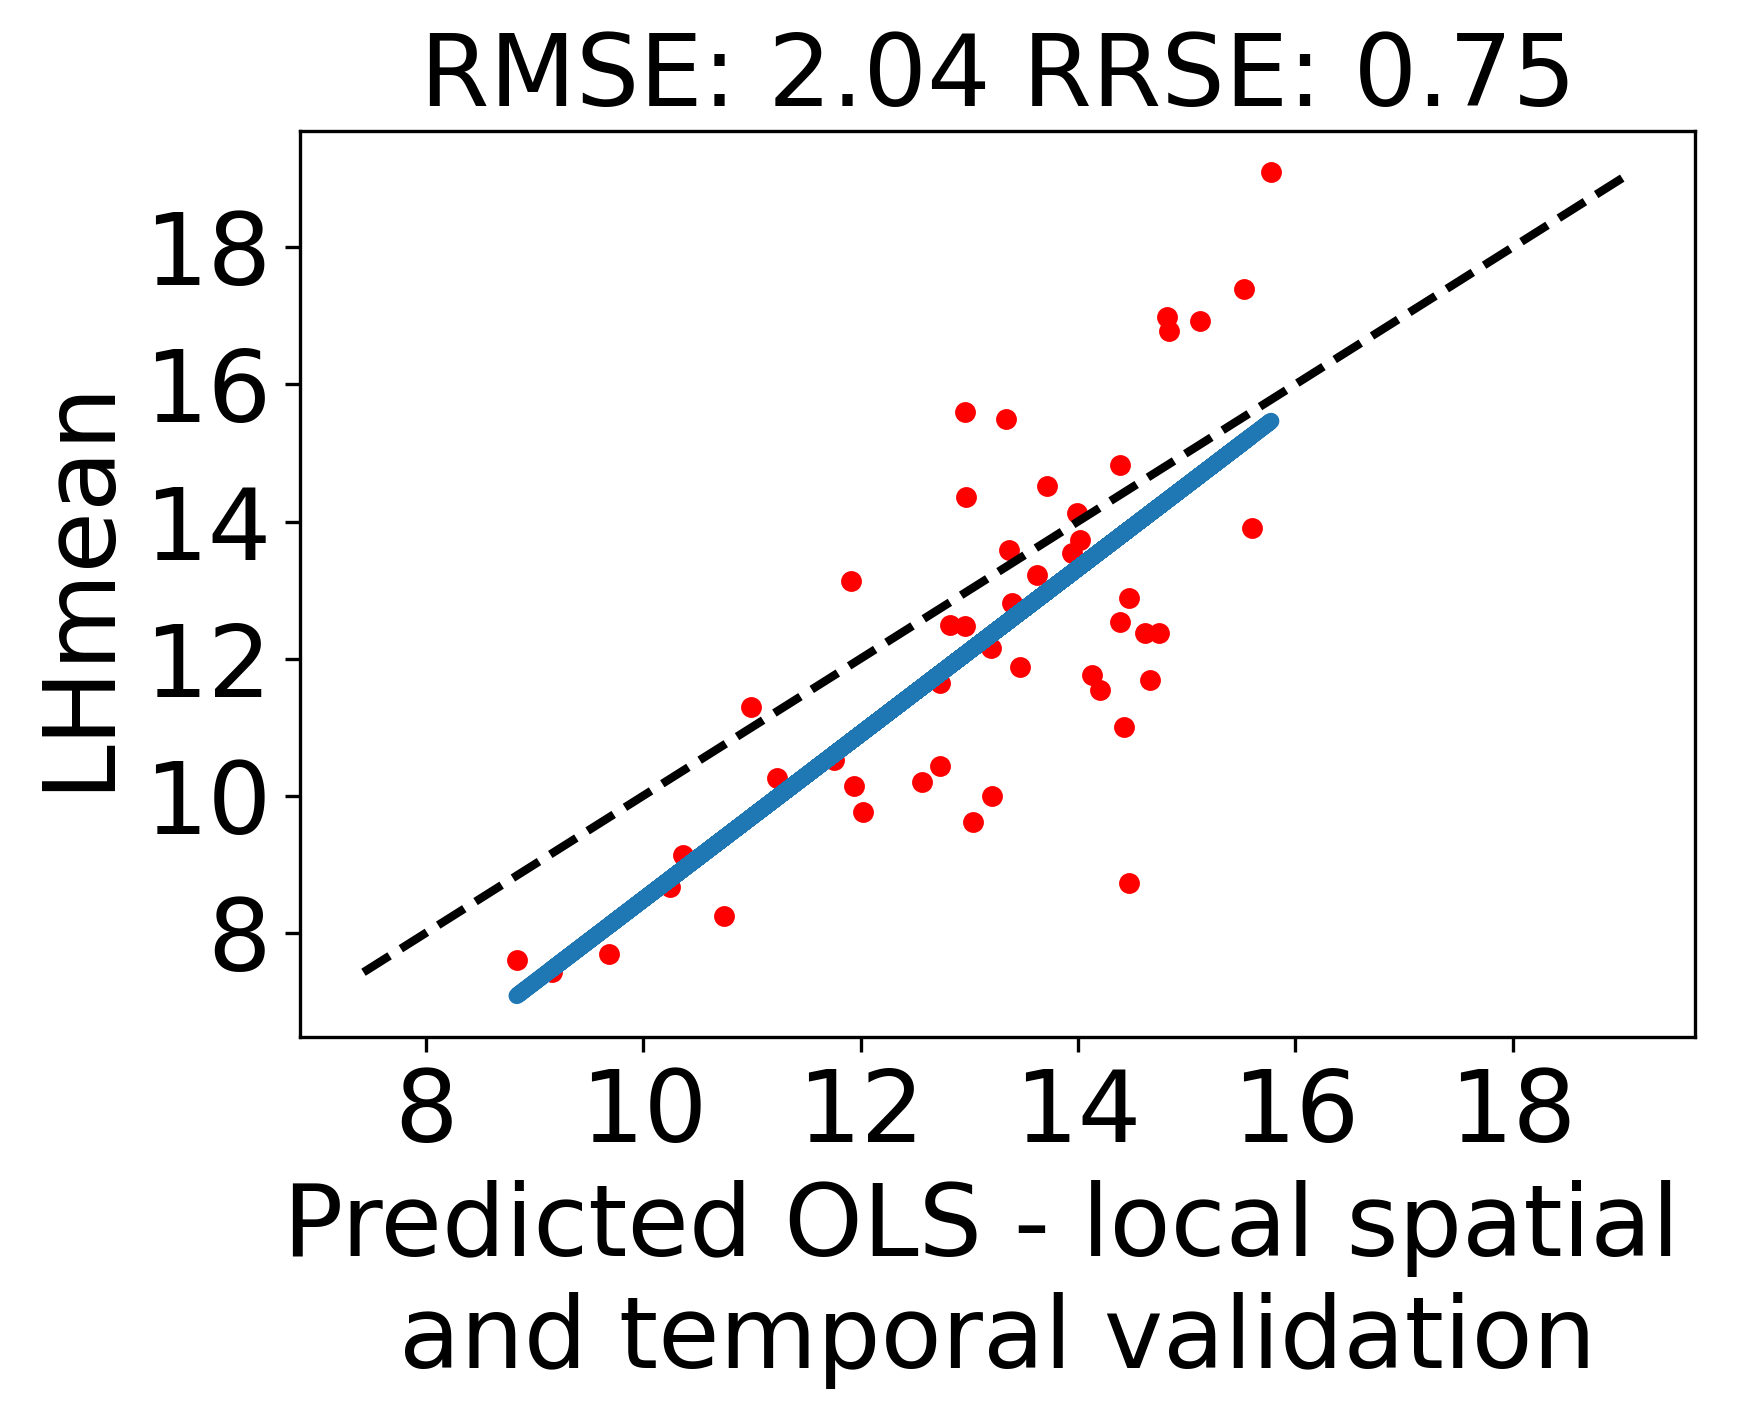 RMSE: 2.04 RRSE: 0.75
LHmean
18
16
14
12
10
8
8 10 12 14 16 18
Predicted OLS - local spatial
and temporal validation